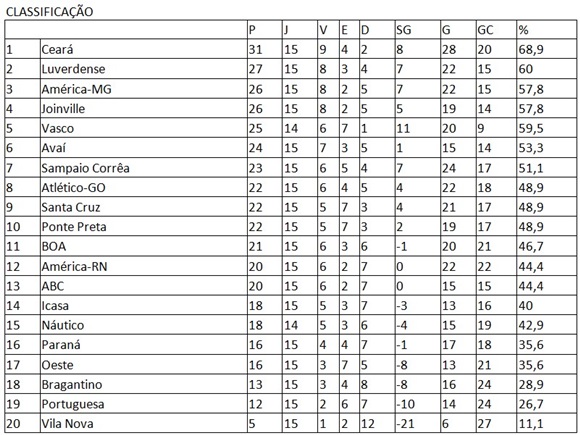 CLASSIFICAÇÃO
P J V E D SG G GC %
1 Ceará 31 15 9 4 2 8 28 20 68,9
2 Luverdense 27 15 8 3 4 7 22 15 60
3 América-MG 26 15 8 2 5 7 22 15 57,8
4 Joinville 26 15 8 2 5 5 19 14 57,8
5 Vasco 25 14 6 7 1 11 20 9 59,5
6 Avaí 24 15 7 3 5 1 15 14 53,3
7 Sampaio Corrêa 23 15 6 5 4 7 24 17 51,1
8 Atlético-GO 22 15 6 4 5 4 22 18 48,9
9 Santa Cruz 22 15 5 7 3 4 21 17 48,9
10 Ponte Preta 22 15 5 7 3 2 19 17 48,9
11 BOA 21 15 6 3 6 -1 20 21 46,7
12 América-RN 20 15 6 2 7 0 22 22 44,4
13 ABC 20 15 6 2 7 0 15 15 44,4
14 Icasa 18 15 5 3 7 -3 13 16 40
15 Náutico 18 14 5 3 6 -4 15 19 42,9
16 Paraná 16 15 4 4 7 -1 17 18 35,6
17 Oeste 16 15 3 7 5 -8 13 21 35,6
18 Bragantino 13 15 3 4 8 -8 16 24 28,9
19 Portuguesa 12 15 2 6 7 -10 14 24 26,7
20 Vila Nova 5 15 1 2 12 -21 6 27 11,1